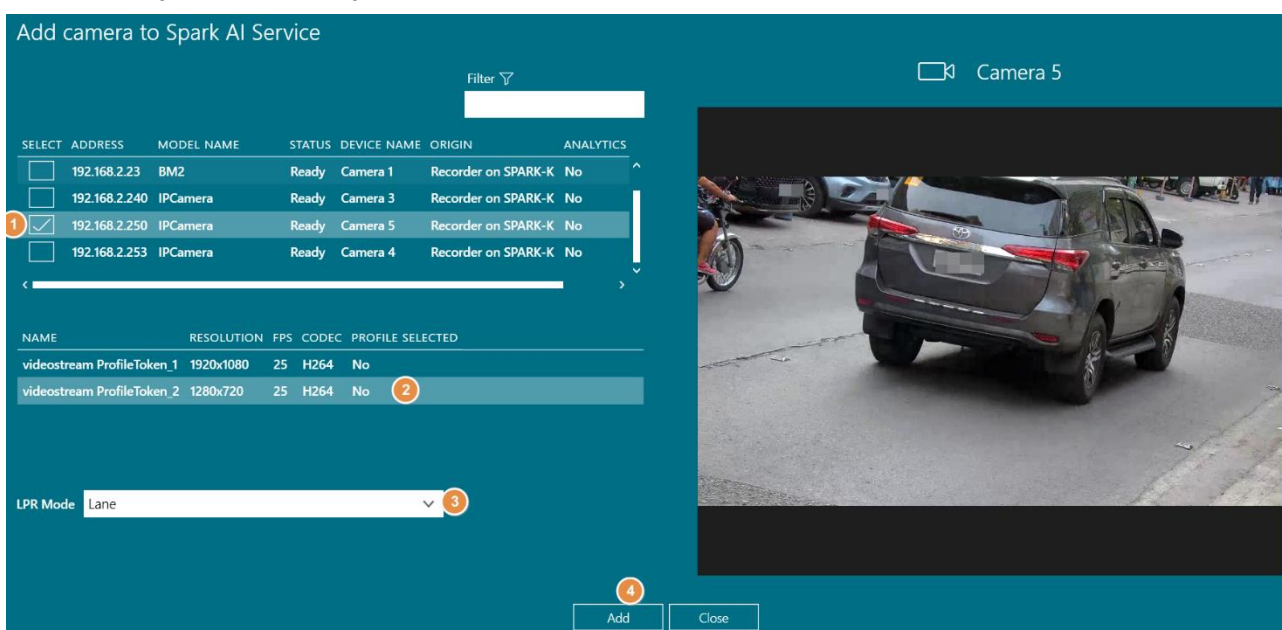 Add camera to Spark AI Service
Filter
Camera 5
SELECT ADDRESS MODEL NAME STATUS DEVICE NAME ORIGIN ANALYTICS
192.168.2.23 BM2 Ready Camera 1 Recorder on SPARK-K No
192.168.2.240 IPCamera Ready Camera 3 Recorder on SPARK-K No
1 192.168.2.250 IPCamera Ready Camera 5 Recorder on SPARK-K No
192.168.2.253 IPCamera Ready Camera 4 Recorder on SPARK-K No
NAME RESOLUTION FPS CODEC PROFILE SELECTED
videostream ProfileToken_1 1920x1080 25 H264 No
videostream ProfileToken_2 1280x720 25 H264 No 2
LPR Mode Lane 3
4
Add Close